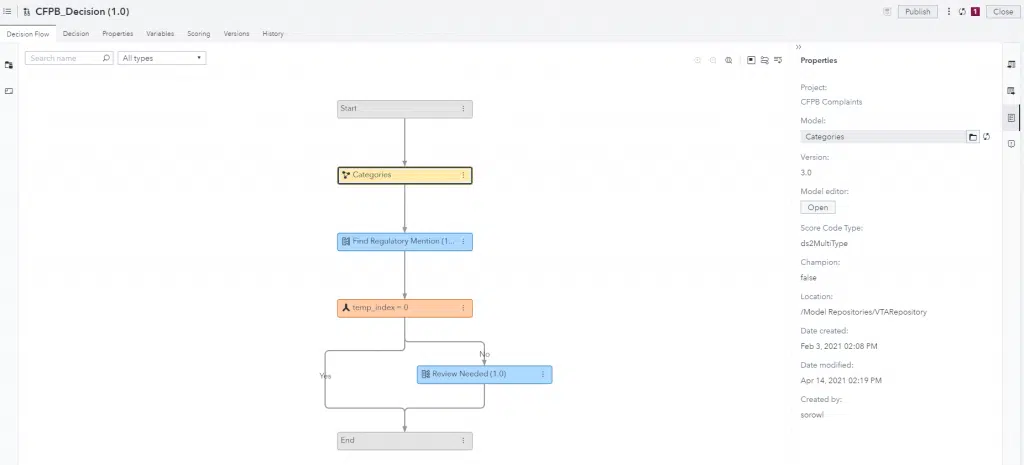 CFPB_Decision (1.0)
Publish
1
Close
Decision Flow
Decision
Properties
Variables
Scoring
Versions
History
Search name
All types
Start
Categories
Find Regulatory Mention (1...
temp_index = 0
No
Yes
Review Needed (1.0)
End
Properties
Project:
CFPB Complaints
Model:
Categories
Version:
3.0
Model editor:
Open
Score Code Type:
ds2MultiType
Champion:
false
Location:
/Model Repositories/VTARepository
Date created:
Feb 3, 2021 02:08 PM
Date modified:
Apr 14, 2021 02:19 PM
Created by:
sorowl